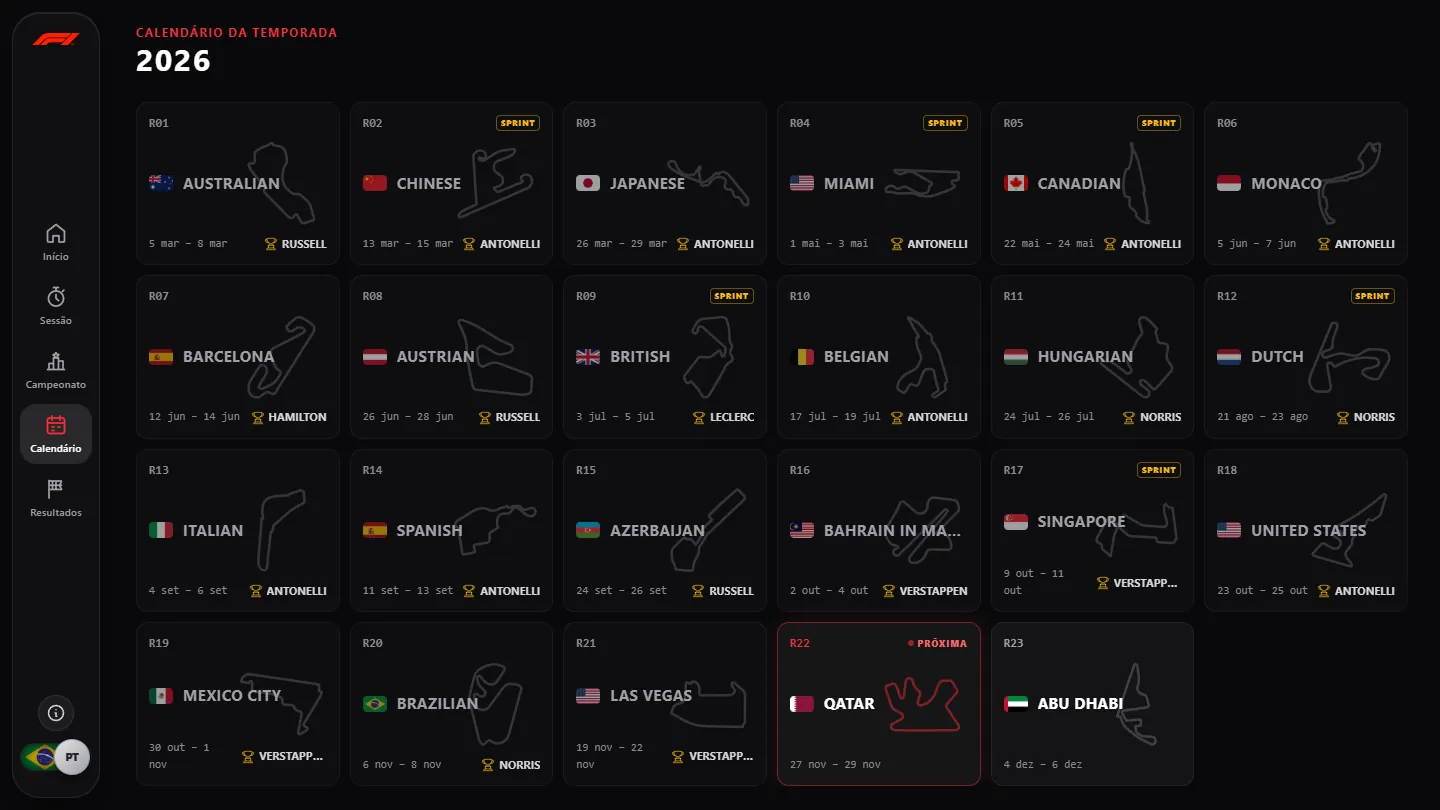 CALENDÁRIO DA TEMPORADA
2026
Início
Sessão
Campeonato
Calendário
Resultados
PT
R01
AUSTRALIAN
5 mar – 8 mar
RUSSELL
R02
SPRINT
CHINESE
13 mar – 15 mar
ANTONELLI
R03
JAPANESE
26 mar – 29 mar
ANTONELLI
R04
SPRINT
MIAMI
1 mai – 3 mai
ANTONELLI
R05
SPRINT
CANADIAN
22 mai – 24 mai
ANTONELLI
R06
MONACO
5 jun – 7 jun
ANTONELLI
R07
BARCELONA
12 jun – 14 jun
HAMILTON
R08
AUSTRIAN
26 jun – 28 jun
RUSSELL
R09
SPRINT
BRITISH
3 jul – 5 jul
LECLERC
R10
BELGIAN
17 jul – 19 jul
ANTONELLI
R11
HUNGARIAN
24 jul – 26 jul
NORRIS
R12
SPRINT
DUTCH
21 ago – 23 ago
NORRIS
R13
ITALIAN
4 set – 6 set
ANTONELLI
R14
SPANISH
11 set – 13 set
ANTONELLI
R15
AZERBAIJAN
24 set – 26 set
RUSSELL
R16
BAHRAIN IN MA...
2 out – 4 out
VERSTAPPEN
R17
SPRINT
SINGAPORE
9 out – 11
out
VERSTAPP...
R18
UNITED STATES
23 out – 25 out
ANTONELLI
R19
MEXICO CITY
30 out – 1
nov
VERSTAPP...
R20
BRAZILIAN
6 nov – 8 nov
NORRIS
R21
LAS VEGAS
19 nov – 22
nov
VERSTAPP...
R22
PRÓXIMA
QATAR
27 nov – 29 nov
R23
ABU DHABI
4 dez – 6 dez